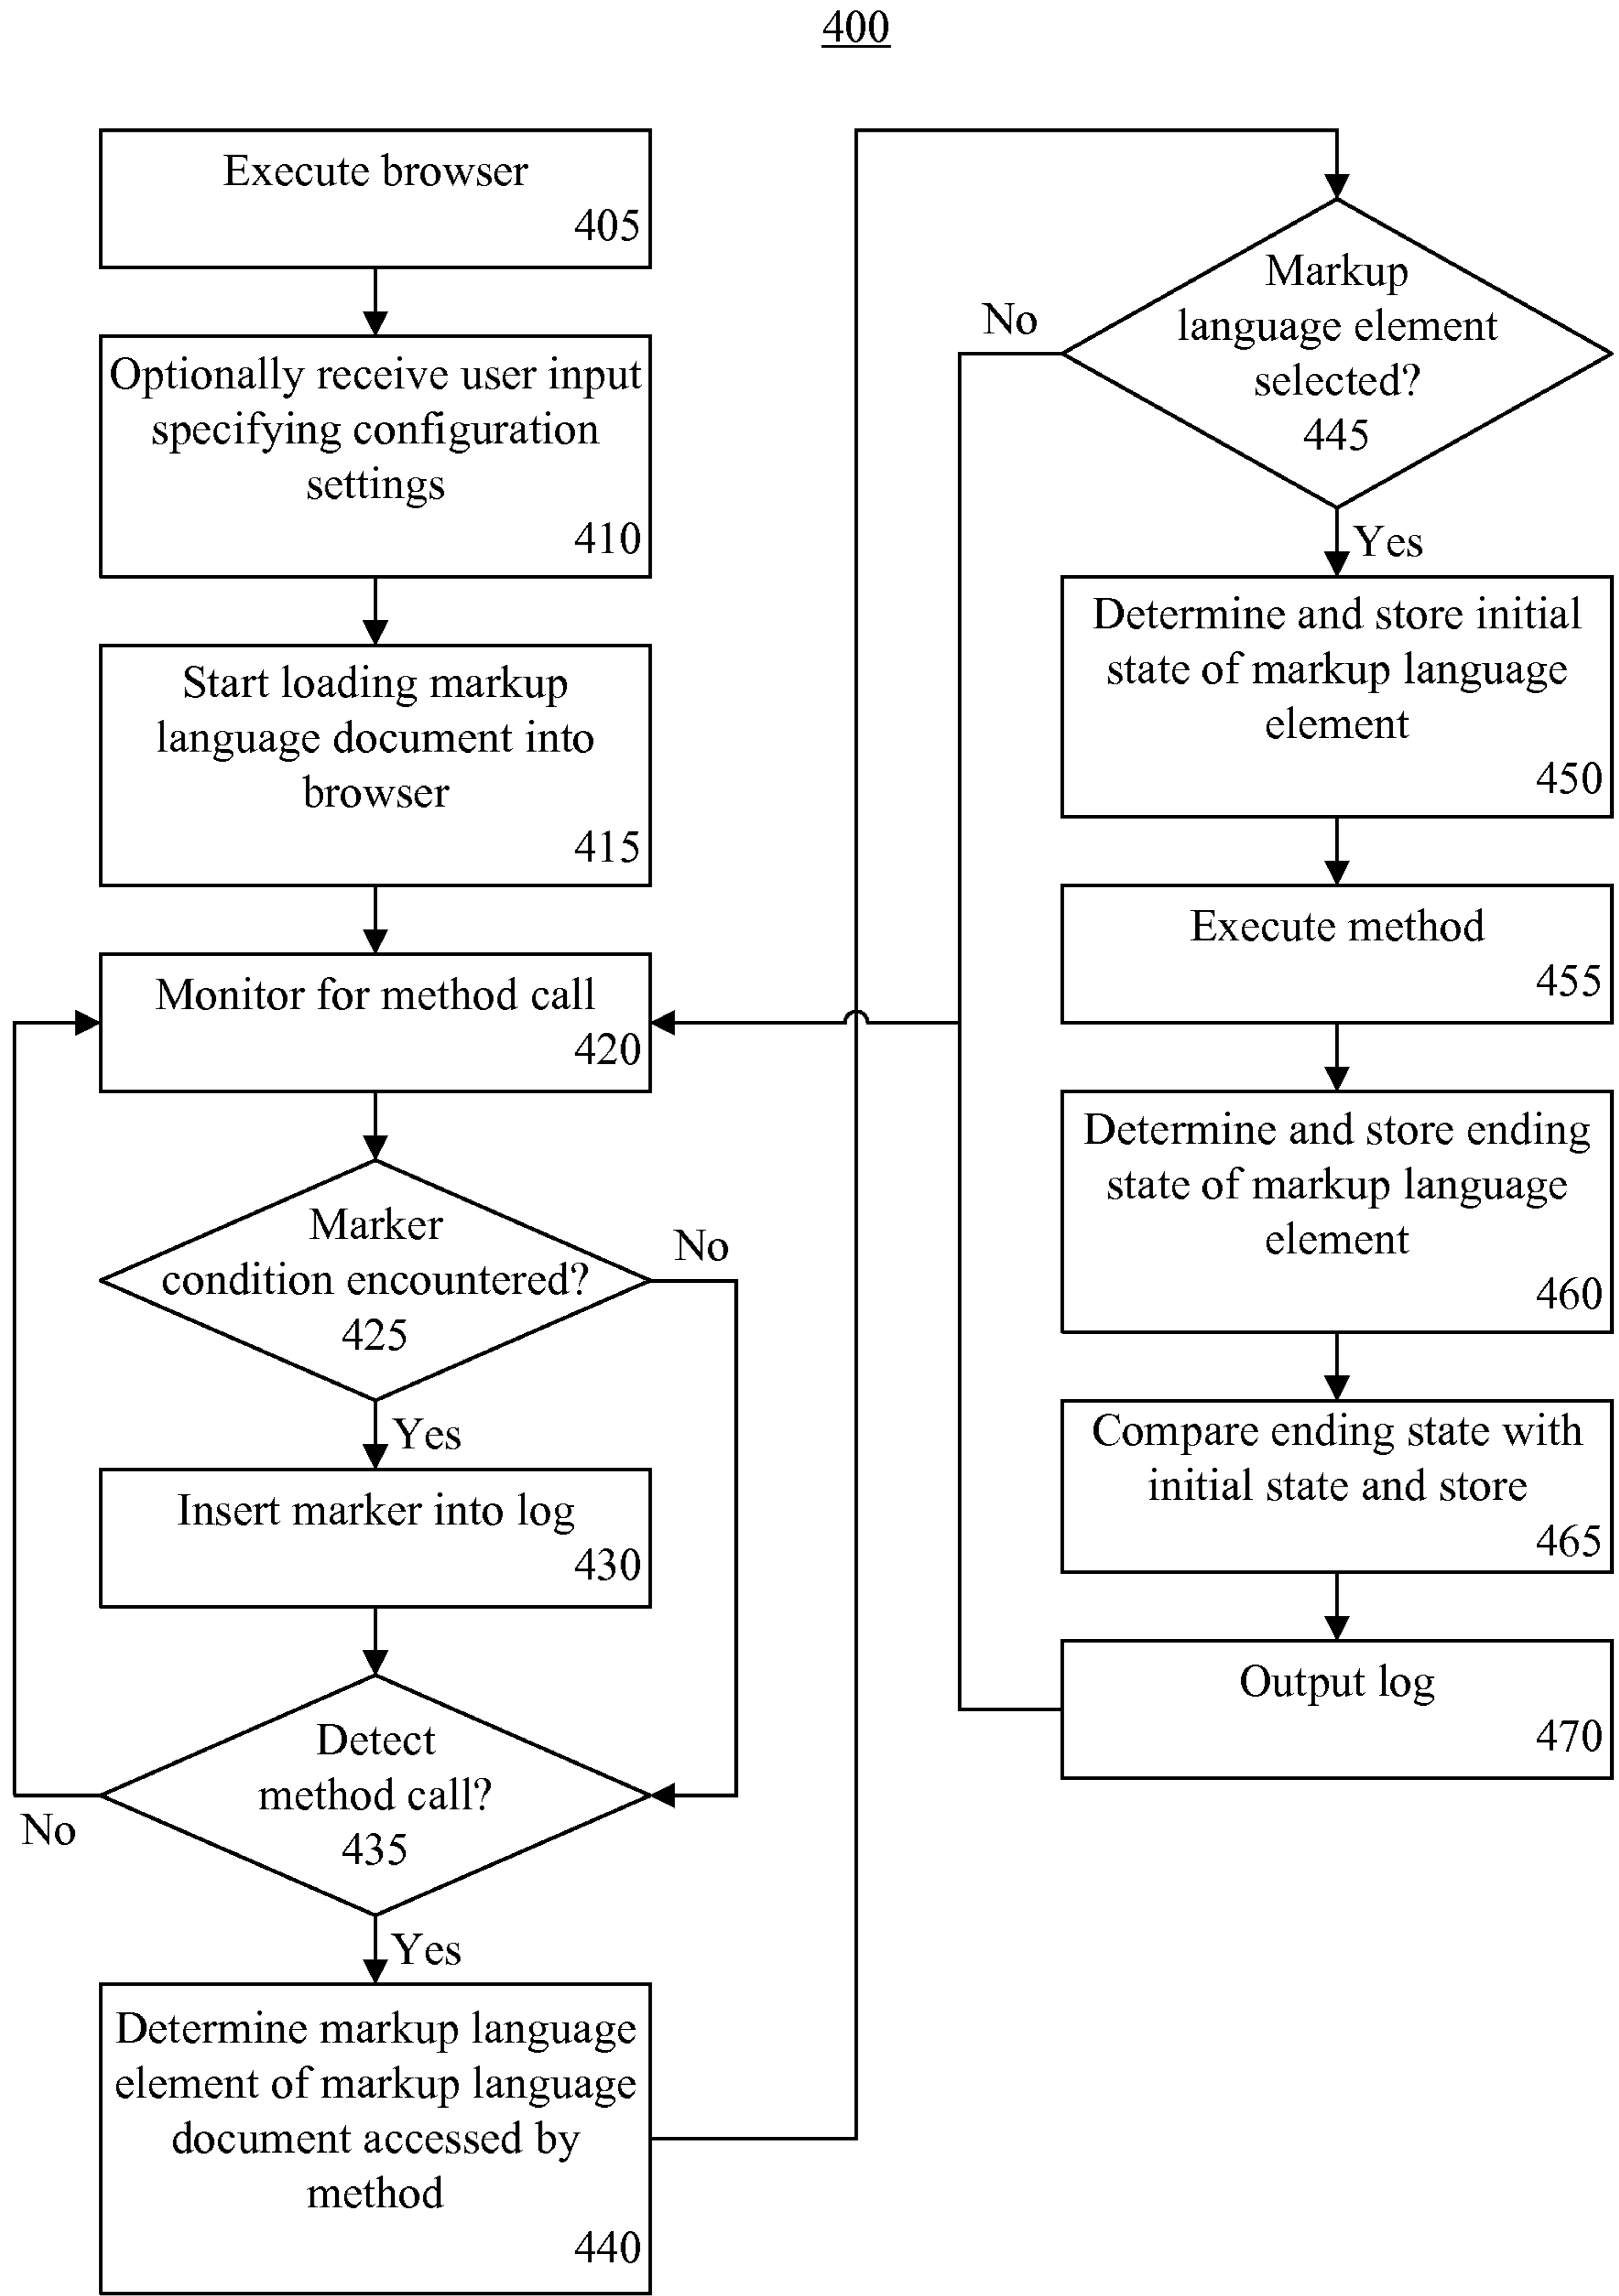 400
Execute browser
405
Optionally receive user input
specifying configuration
settings
410
Start loading markup
language document into
browser
415
Monitor for method call
420
Marker
condition encountered?
425
No
Yes
Insert marker into log
430
Detect
method call?
435
No
Yes
Determine markup language
element of markup language
document accessed by
method
440
Markup
language element
selected?
445
No
Yes
Determine and store initial
state of markup language
element
450
Execute method
455
Determine and store ending
state of markup language
element
460
Compare ending state with
initial state and store
465
Output log
470